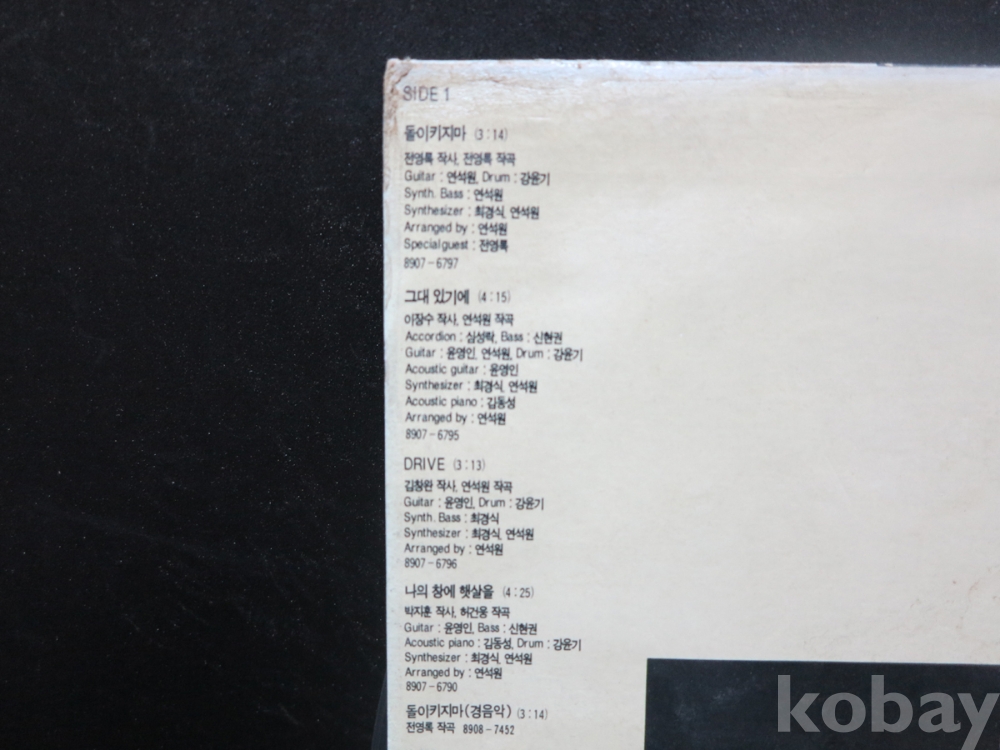 SIDE 1
돌이키지마 (3:14)
전영록 작사, 전영록 작곡
Guitar : 연석원, Drum : 강윤기
Synth. Bass : 연석원
Synthesizer : 최경식, 연석원
Arranged by : 연석원
Special guest : 전영록
8907-6797
그대 있기에 (4:15)
이장수 작사, 연석원 작곡
Accordion : 심성락, Bass : 신현권
Guitar : 윤영인, 연석원, Drum : 강윤기
Acoustic guitar : 윤영인
Synthesizer : 최경식, 연석원
Acoustic piano : 김동성
Arranged by : 연석원
8907-6795
DRIVE (3:13)
김창완 작사, 연석원 작곡
Guitar : 윤영인, Drum : 강윤기
Synth. Bass : 최경식
Synthesizer : 최경식, 연석원
Arranged by : 연석원
8907-6796
나의 창에 햇살을 (4:25)
박지훈 작사, 허건웅 작곡
Guitar : 윤영인, Bass : 신현권
Acoustic piano : 김동성, Drum : 강윤기
Synthesizer : 최경식, 연석원
Arranged by : 연석원
8907-6790
돌이키지마(경음악) (3:14)
전영록 작곡 8908-7452
kobay